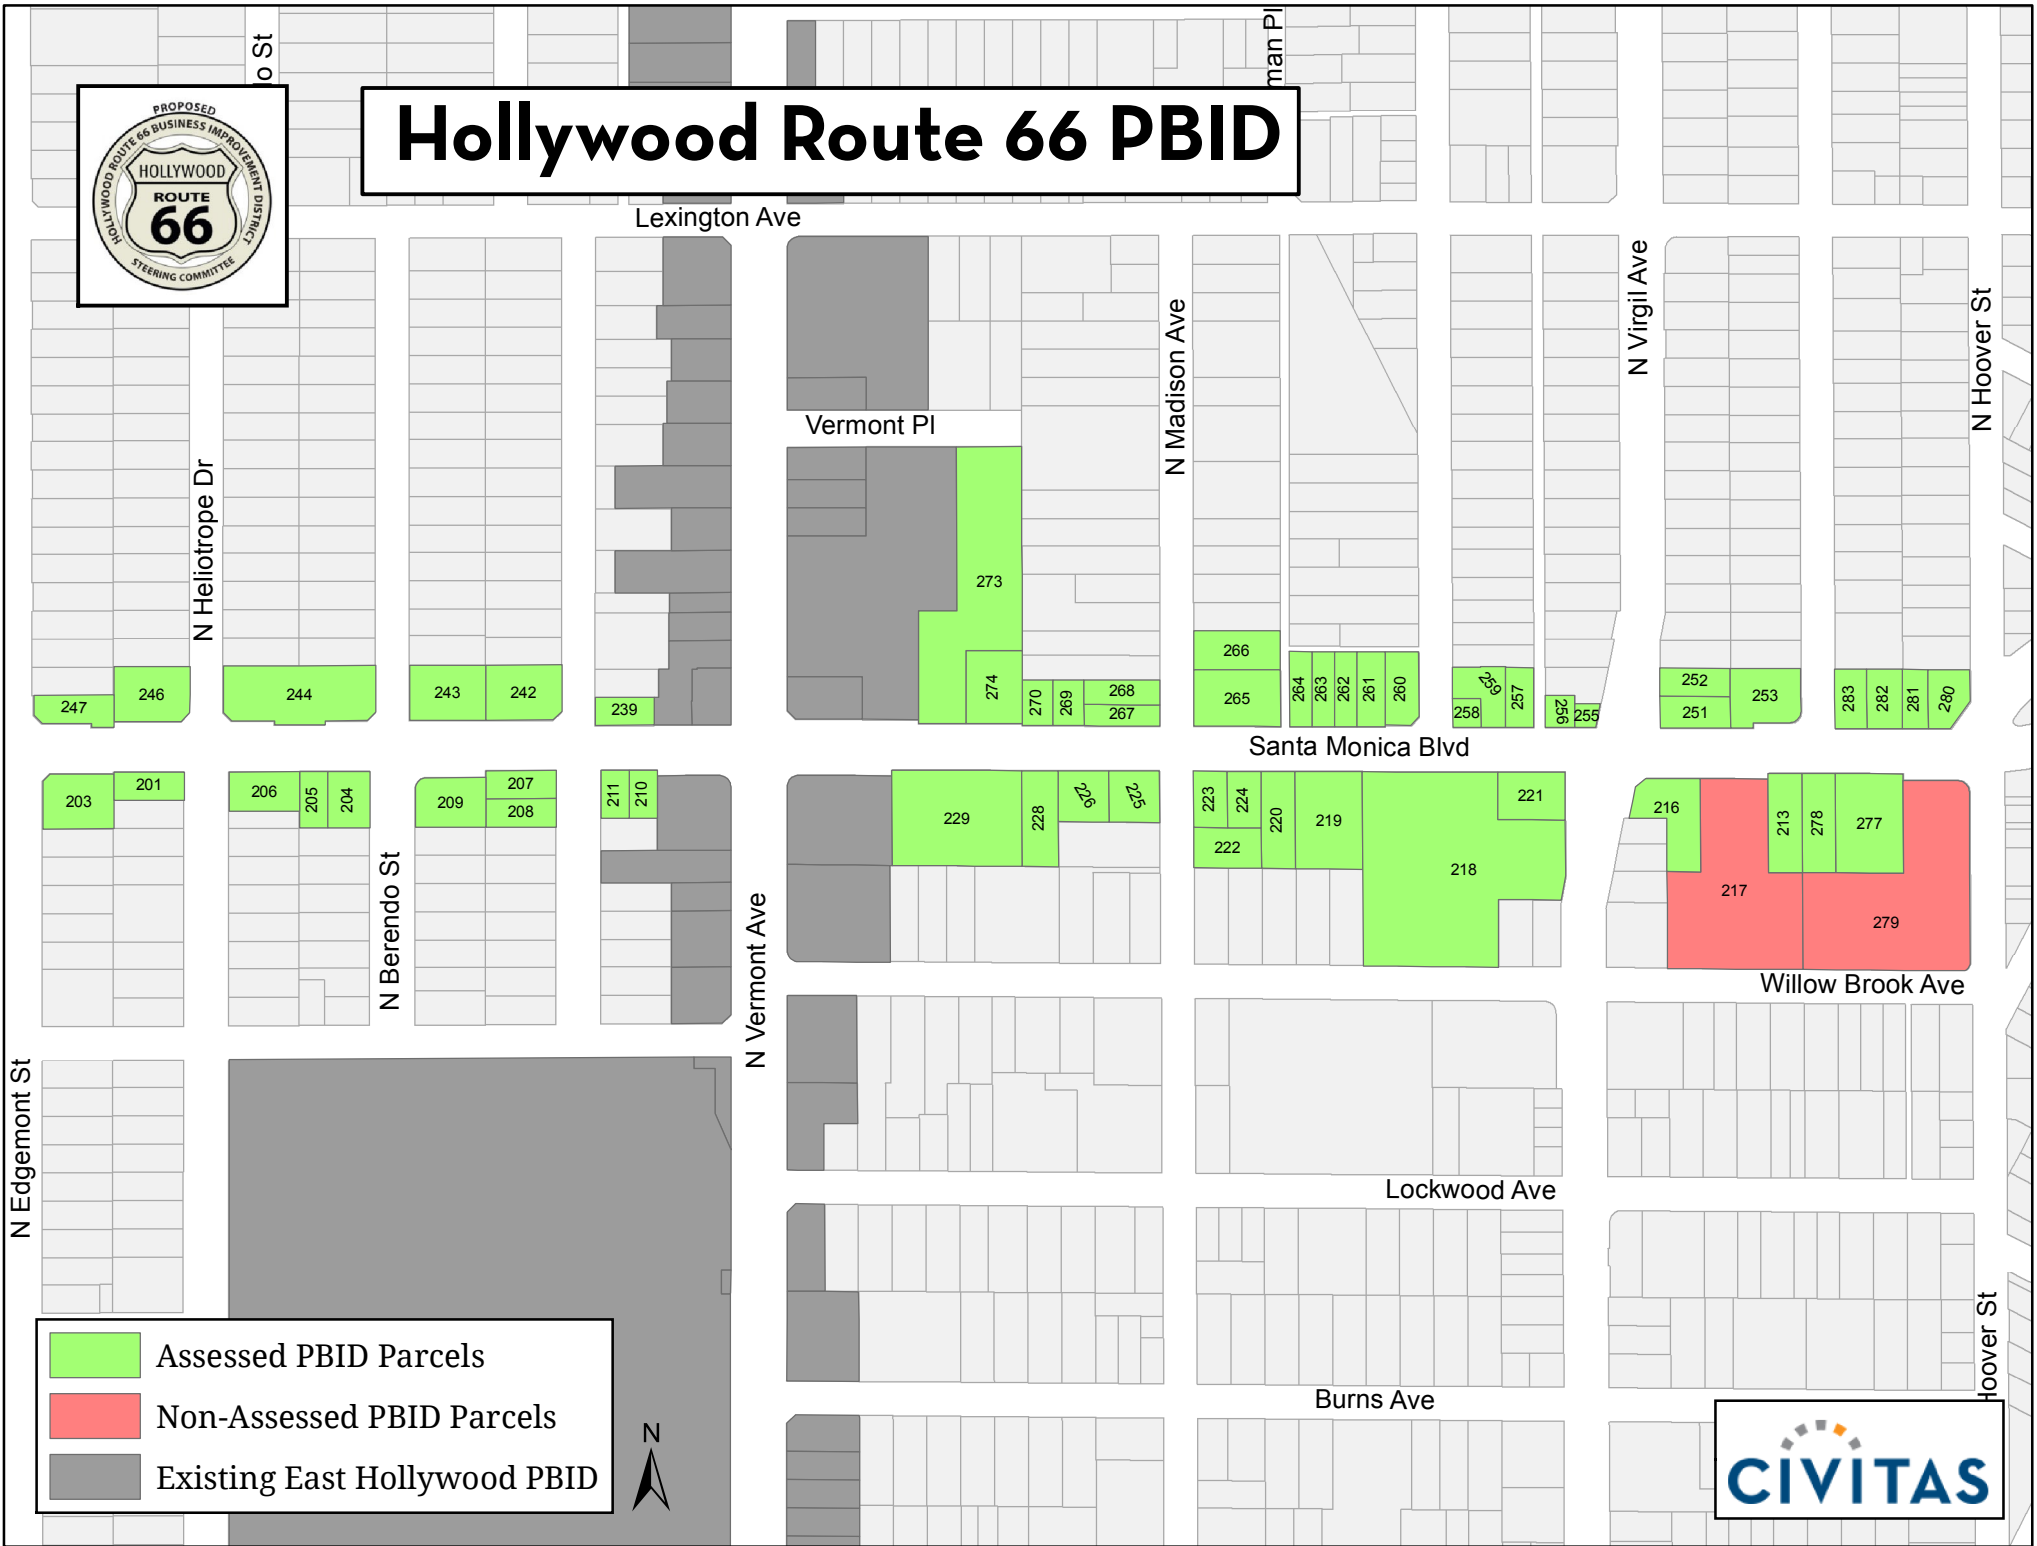 lo St
man Pl
PROPOSED
HOLLYWOOD ROUTE 66 BUSINESS IMPROVEMENT DISTRICT
HOLLYWOOD
ROUTE
66
STEERING COMMITTEE
Hollywood Route 66 PBID
Lexington Ave
N Virgil Ave
N Hover St
N Madison Ave
Vermont Pl
N Heliotrope Dr
273
266
247
246
244
243
242
239
274
270
269
268
267
265
264
263
262
261
260
259
258
257
256
255
252
251
253
283
282
281
280
Santa Monica Blvd
203
201
206
205
204
209
207
208
211
210
229
228
226
225
223
224
222
220
219
218
221
216
217
213
278
277
279
N Berendo St
N Vermont Ave
Willow Brook Ave
N Edgemont St
Lockwood Ave
Hoover St
Burns Ave
Assessed PBID Parcels
Non-Assessed PBID Parcels
Existing East Hollywood PBID
N
CIVITAS